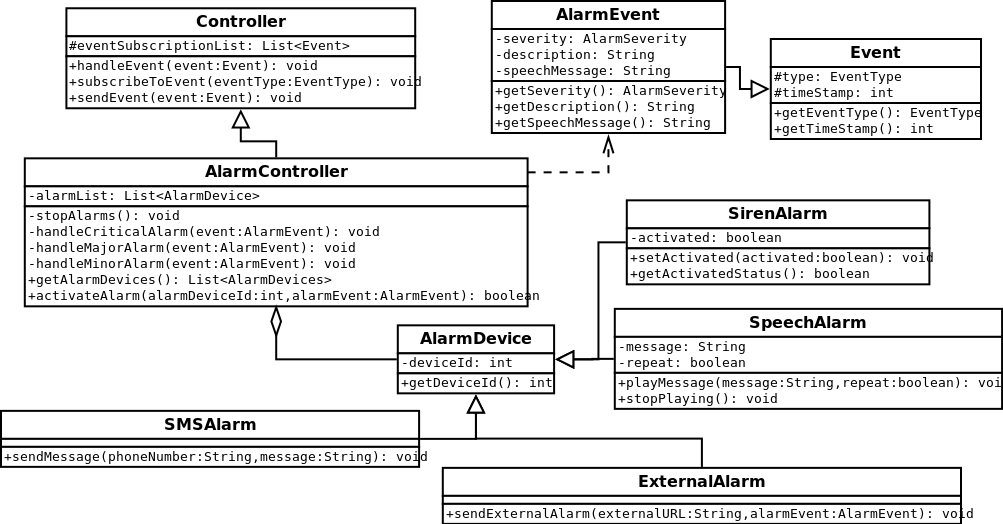 Controller
#eventSubscriptionList: List<Event>
+handleEvent(event:Event): void
+subscribeToEvent(eventType:EventType): void
+sendEvent(event:Event): void
AlarmEvent
-severity: AlarmSeverity
-description: String
-speechMessage: String
+getSeverity(): AlarmSeverity
+getDescription(): String
+getSpeechMessage(): String
Event
#type: EventType
#timeStamp: int
+getEventType(): EventType
+getTimeStamp(): int
AlarmController
-alarmList: List<AlarmDevice>
-stopAlarms(): void
-handleCriticalAlarm(event:AlarmEvent): void
-handleMajorAlarm(event:AlarmEvent): void
-handleMinorAlarm(event:AlarmEvent): void
+getAlarmDevices(): List<AlarmDevices>
+activateAlarm(alarmDeviceId:int,alarmEvent:AlarmEvent): boolean
SirenAlarm
-activated: boolean
+setActivated(activated:boolean): void
+getActivatedStatus(): boolean
AlarmDevice
-deviceId: int
+getDeviceId(): int
SpeechAlarm
-message: String
-repeat: boolean
+playMessage(message:String,repeat:boolean): voi
+stopPlaying(): void
SMSAlarm
+sendMessage(phoneNumber:String,message:String): void
ExternalAlarm
+sendExternalAlarm(externalURL:String,alarmEvent:AlarmEvent): void